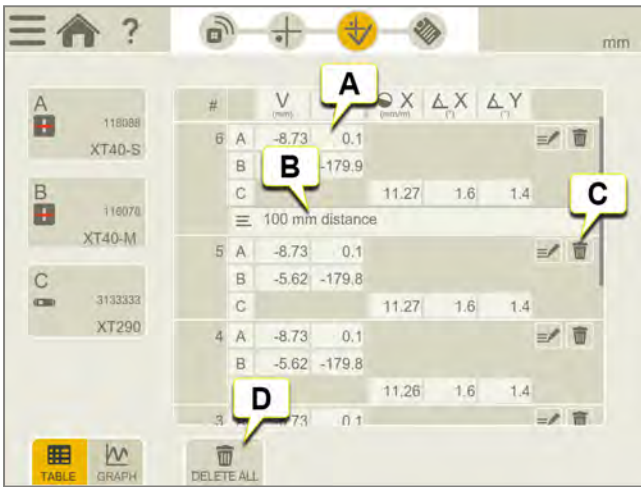 ?
mm
A
118088
XT40-S
B
116078
XT40-M
C
3133333
XT290
# V X X Y
(mm) (mm/m) (°) (°)
A
6 A -8.73 0.1
B -179.9
B
C 11.27 1.6 1.4
100 mm distance
C
5 A -8.73 0.1
B -5.62 -179.8
C 11.27 1.6 1.4
4 A -8.73 0.1
B -5.62 -179.8
11,26 1.6 1.4
D
3 73 0.1
TABLE GRAPH DELETE ALL